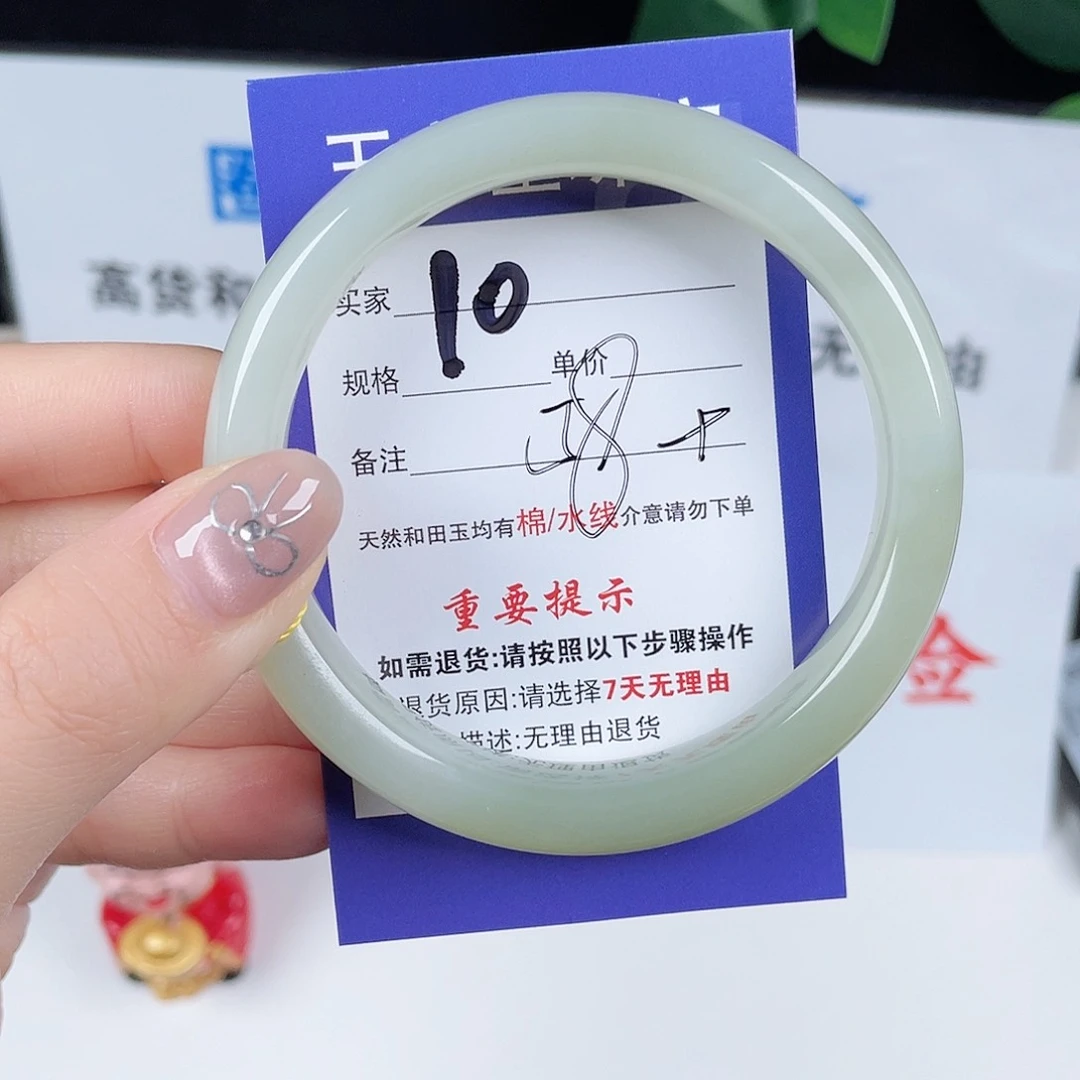 高货和
卖家 10
规格 单价
备注
天然和田玉均有棉/水线介意请勿下单
重要提示
如需退货:请按照以下步骤操作
退货原因:请选择7天无理由
描述:无理由退货
无 由